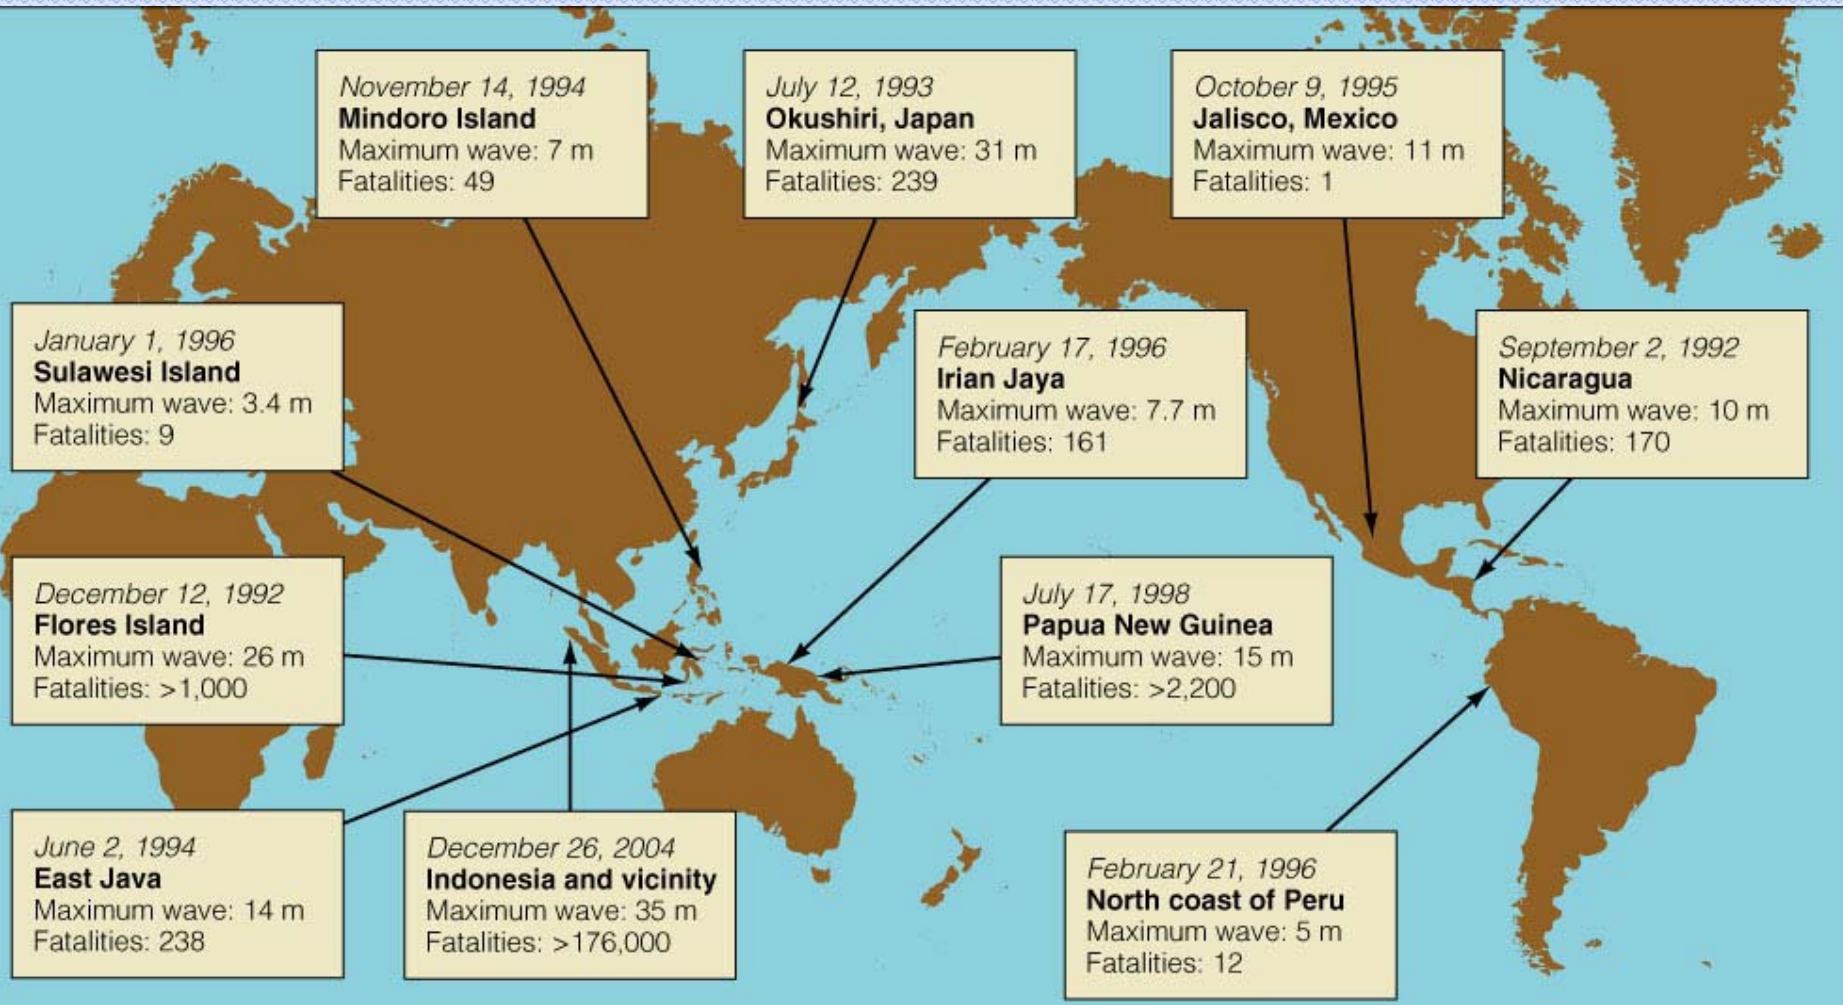 November 14, 1994
Mindoro Island
Maximum wave: 7 m
Fatalities: 49
July 12, 1993
Okushiri, Japan
Maximum wave: 31 m
Fatalities: 239
October 9, 1995
Jalisco, Mexico
Maximum wave: 11 m
Fatalities: 1
January 1, 1996
Sulawesi Island
Maximum wave: 3.4 m
Fatalities: 9
February 17, 1996
Irian Jaya
Maximum wave: 7.7 m
Fatalities: 161
September 2, 1992
Nicaragua
Maximum wave: 10 m
Fatalities: 170
December 12, 1992
Flores Island
Maximum wave: 26 m
Fatalities: >1,000
July 17, 1998
Papua New Guinea
Maximum wave: 15 m
Fatalities: >2,200
June 2, 1994
East Java
Maximum wave: 14 m
Fatalities: 238
December 26, 2004
Indonesia and vicinity
Maximum wave: 35 m
Fatalities: >176,000
February 21, 1996
North coast of Peru
Maximum wave: 5 m
Fatalities: 12